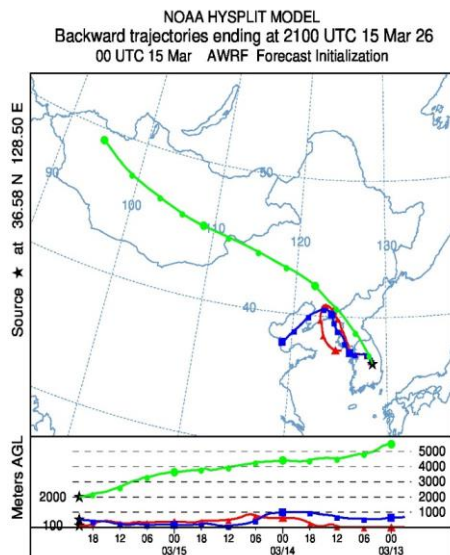 NOAA HYSPLIT MODEL
Backward trajectories ending at 2100 UTC 15 Mar 26
00 UTC 15 Mar AWRF Forecast Initialization
Source ★ at 36.58 N 128.50 E
90
100
110
120
130
50
40
Meters AGL
2000
100
5000
4000
3000
2000
1000
18 12 06 00 18 12 06 00 18 12 06 00
03/15 03/14 03/13